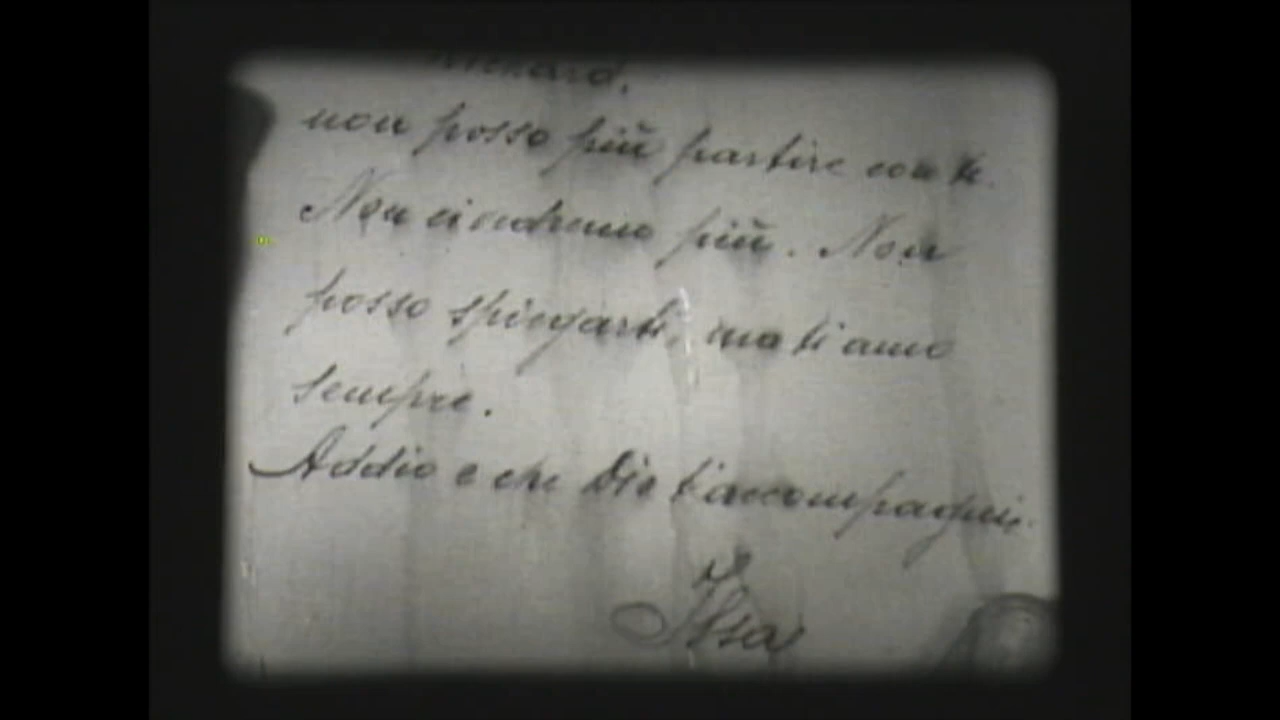 Richard,
non posso più partire con te.
Non ci vedremo più. Non
posso spiegarti, ma ti amo
sempre.
Addio e che Dio t'accompagni.
Ilsa